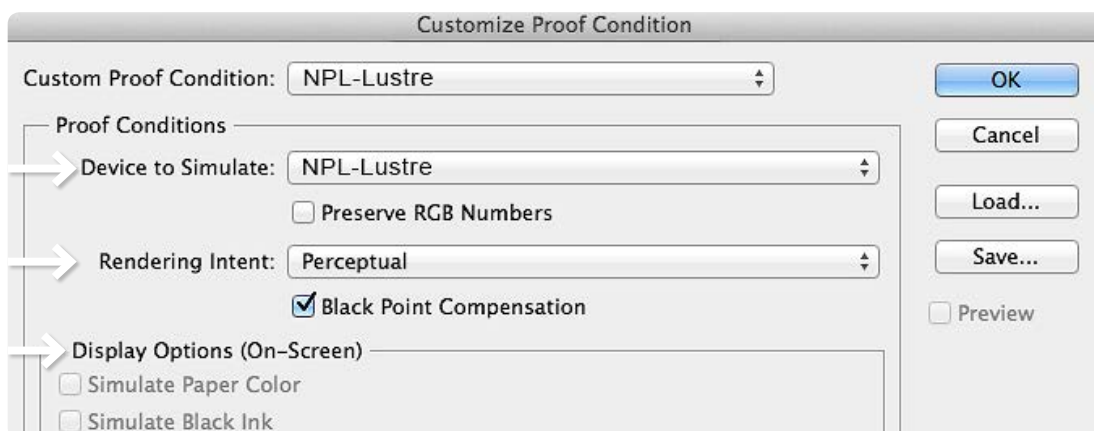 Customize Proof Condition
Custom Proof Condition: NPL-Lustre
OK
Proof Conditions
Cancel
Device to Simulate: NPL-Lustre
Preserve RGB Numbers
Load...
Rendering Intent: Perceptual
Save...
Black Point Compensation
Preview
Display Options (On-Screen)
Simulate Paper Color
Simulate Black Ink